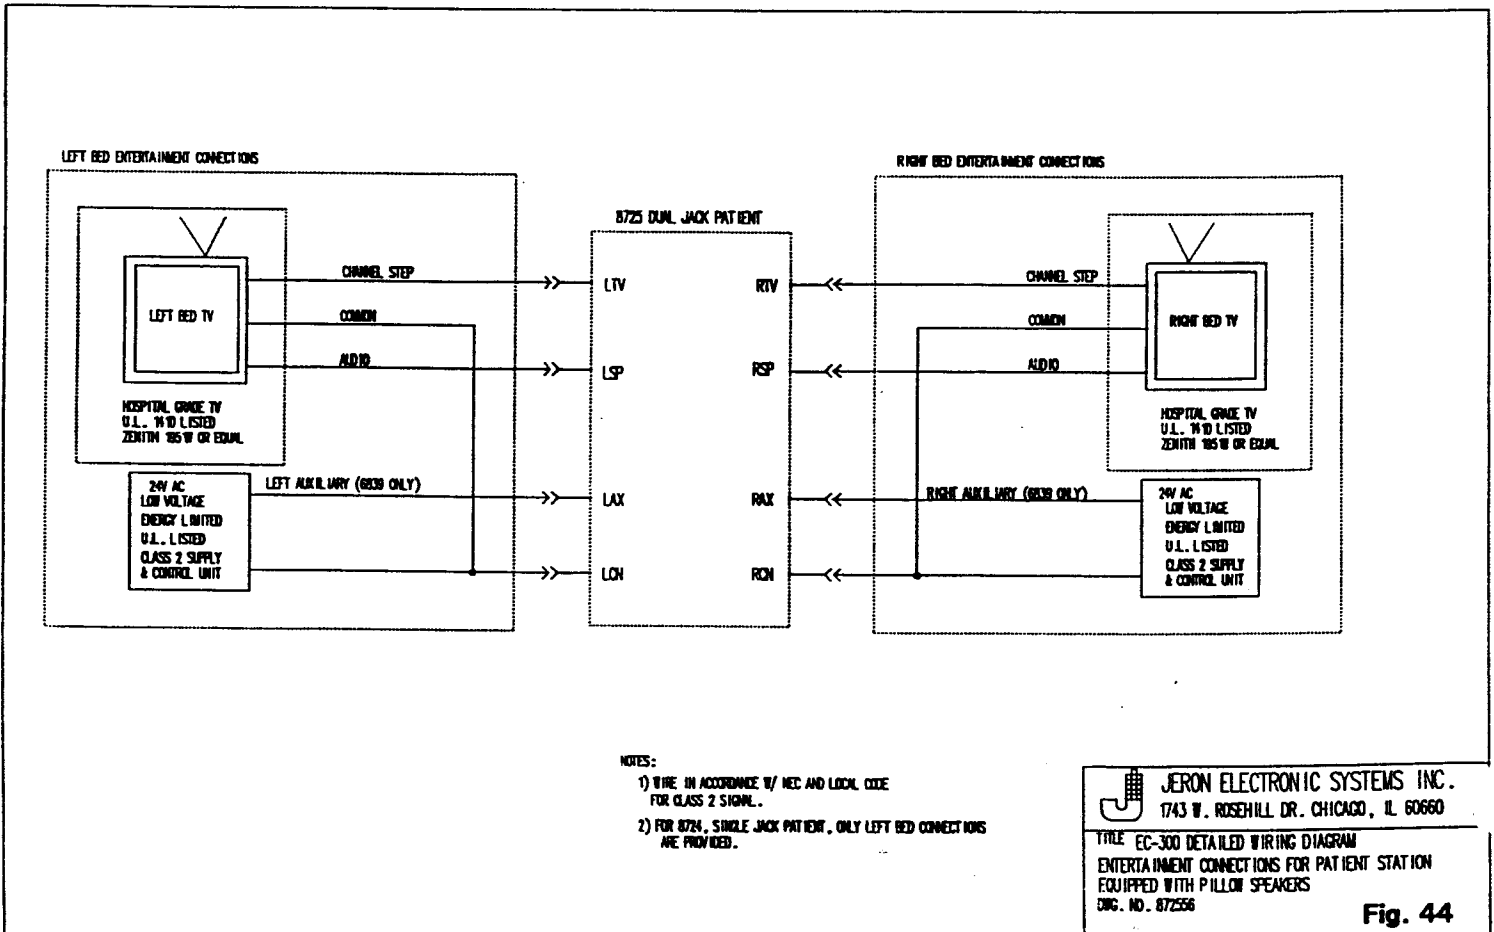 LEFT BED ENTERTAINMENT CONNECTIONS
RIGHT BED ENTERTAINMENT CONNECTIONS
8725 DUAL JACK PATIENT
CHANNEL STEP
LTV
RTV
CHANNEL STEP
LEFT BED TV
COMMON
COMMON
RIGHT BED TV
AUDIO
LSP
RSP
AUDIO
HOSPITAL GRADE TV
U.L. 1410 LISTED
ZENITH OR EQUAL
HOSPITAL GRADE TV
U.L. 1410 LISTED
ZENITH OR EQUAL
24V AC
LOW VOLTAGE
ENERGY LIMITED
U.L. LISTED
CLASS 2 SUPPLY
& CONTROL UNIT
LEFT AUXILIARY (6839 ONLY)
LAX
RAX
RIGHT AUXILIARY (6839 ONLY)
24V AC
LOW VOLTAGE
ENERGY LIMITED
U.L. LISTED
CLASS 2 SUPPLY
& CONTROL UNIT
LCN
RCN
NOTES:
1) WIRE IN ACCORDANCE W/ NEC AND LOCAL CODE
FOR CLASS 2 SIGNAL.
2) FOR 8724, SINGLE JACK PATIENT, ONLY LEFT BED CONNECTIONS
ARE PROVIDED.
JERON ELECTRONIC SYSTEMS INC.
1743 W. ROSEHILL DR. CHICAGO, IL 60660
TITLE EC-300 DETAILED WIRING DIAGRAM
ENTERTAINMENT CONNECTIONS FOR PATIENT STATION
EQUIPPED WITH PILLOW SPEAKERS
DWG. NO. 872556
Fig. 44